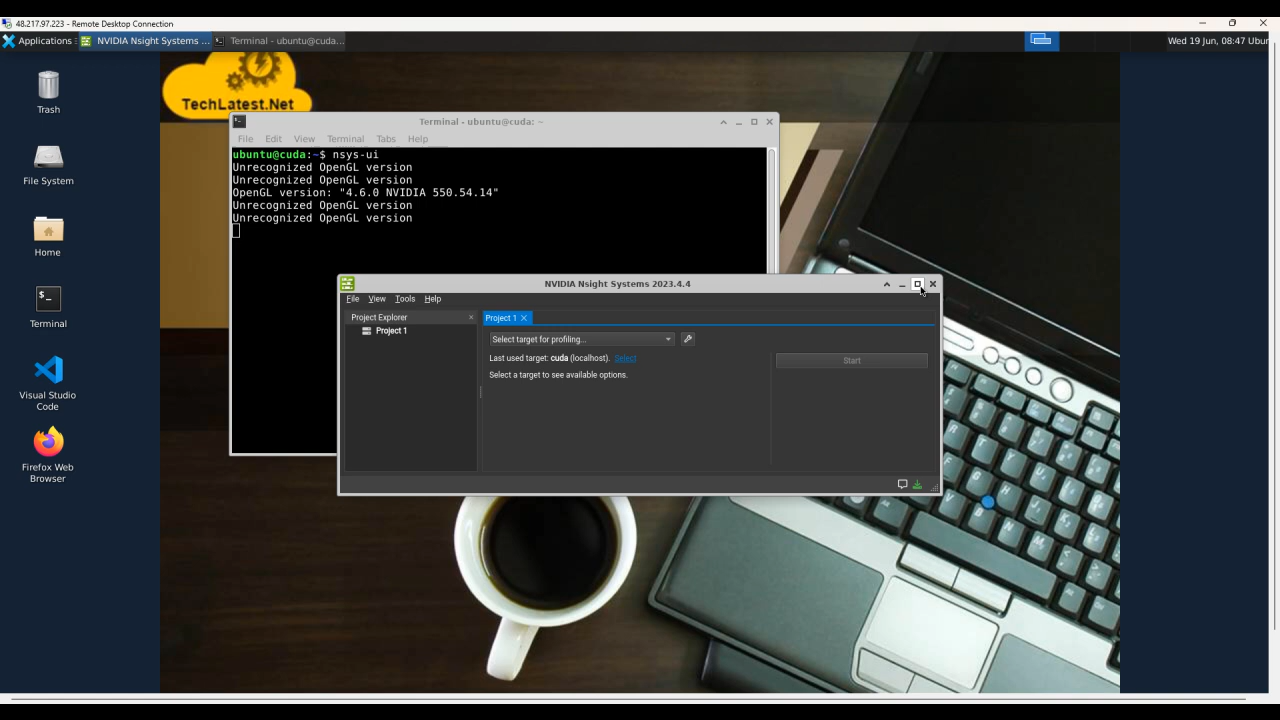 48.217.97.223 - Remote Desktop Connection
Applications
NVIDIA Nsight Systems ...
Terminal - ubuntu@cuda...
Wed 19 Jun, 08:47
Trash
File System
Home
Terminal
Visual Studio
Code
Firefox Web
Browser
TechLatest.Net
Terminal - ubuntu@cuda: ~
File Edit View Terminal Tabs Help
ubuntu@cuda:~$ nsys-ui
Unrecognized OpenGL version
Unrecognized OpenGL version
OpenGL version: "4.6.0 NVIDIA 550.54.14"
Unrecognized OpenGL version
Unrecognized OpenGL version
NVIDIA Nsight Systems 2023.4.4
File View Tools Help
Project Explorer
Project 1
Project 1
Select target for profiling...
Last used target: cuda (localhost). Select
Select a target to see available options.
Start